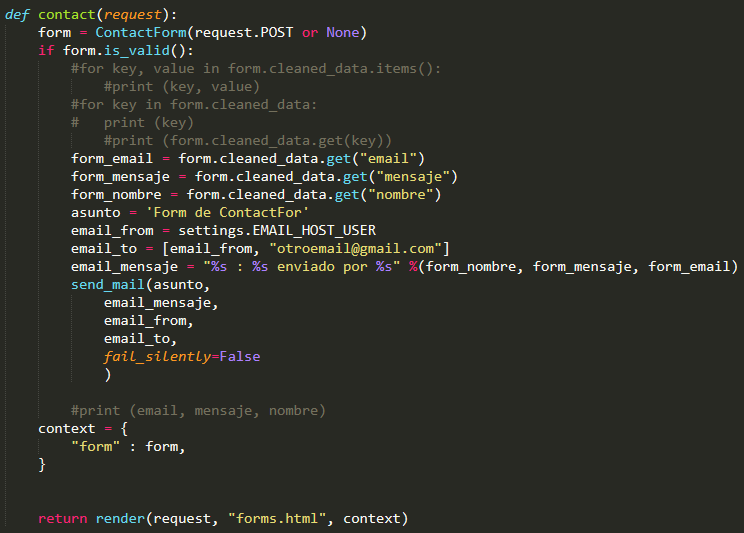 def contact(request):
    form = ContactForm(request.POST or None)
    if form.is_valid():
        #for key, value in form.cleaned_data.items():
            #print (key, value)
        #for key in form.cleaned_data:
        #   print (key)
            #print (form.cleaned_data.get(key))
        form_email = form.cleaned_data.get("email")
        form_mensaje = form.cleaned_data.get("mensaje")
        form_nombre = form.cleaned_data.get("nombre")
        asunto = 'Form de ContactFor'
        email_from = settings.EMAIL_HOST_USER
        email_to = [email_from, "otroemail@gmail.com"]
        email_mensaje = "%s : %s enviado por %s" %(form_nombre, form_mensaje, form_email)
        send_mail(asunto,
            email_mensaje,
            email_from,
            email_to,
            fail_silently=False
            )
        #print (email, mensaje, nombre)
    context = {
        "form" : form,
    }
    return render(request, "forms.html", context)